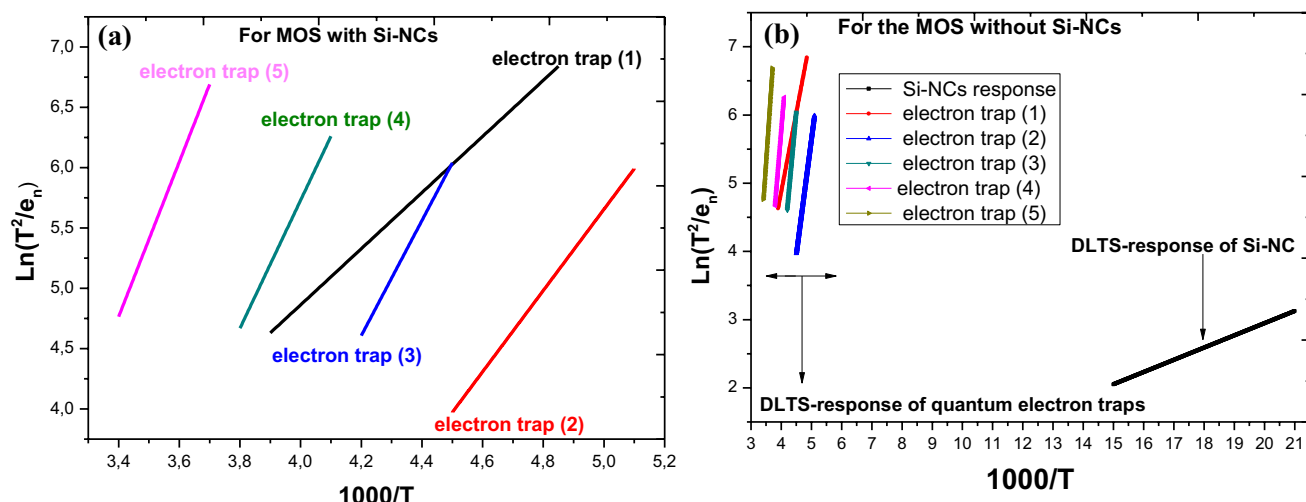 (a)
For MOS with Si-NCs
electron trap (1)
electron trap (5)
electron trap (4)
electron trap (3)
electron trap (2)
Ln(T²/eₙ)
7,0
6,5
6,0
5,5
5,0
4,5
4,0
3,4
3,6
3,8
4,0
4,2
4,4
4,6
4,8
5,0
5,2
1000/T
(b)
For the MOS without Si-NCs
Si-NCs response
electron trap (1)
electron trap (2)
electron trap (3)
electron trap (4)
electron trap (5)
DLTS-response of Si-NC
DLTS-response of quantum electron traps
Ln(T²/eₙ)
7
6
5
4
3
2
3
4
5
6
7
8
9
10
11
12
13
14
15
16
17
18
19
20
21
1000/T